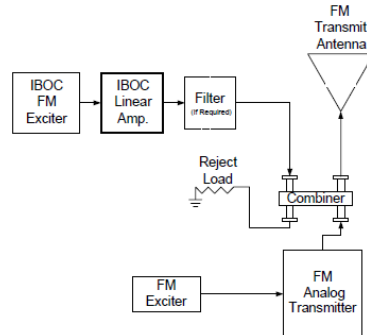 FM
Transmit
Antenna
IBOC
FM
Exciter
IBOC
Linear
Amp.
Filter
(If Required)
Reject
Load
Combiner
FM
Exciter
FM
Analog
Transmitter